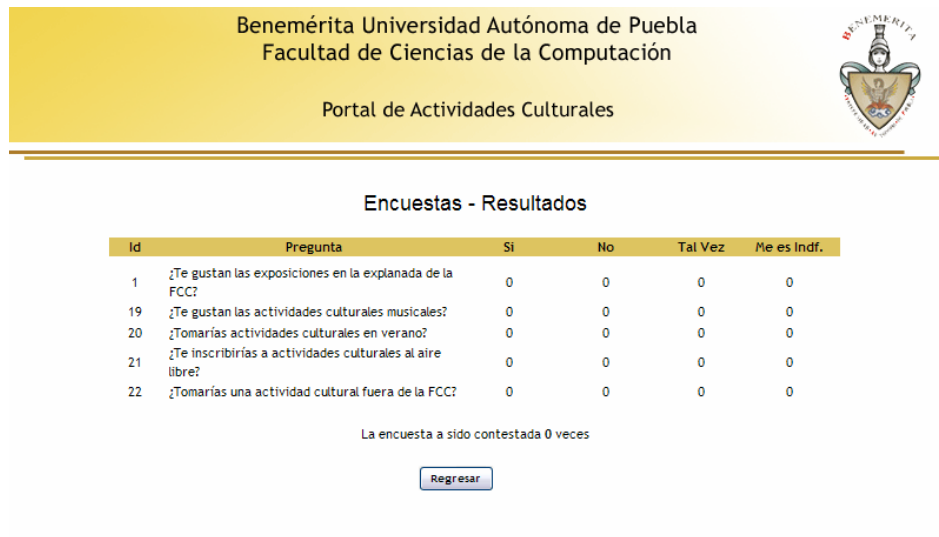 Benemérita Universidad Autónoma de Puebla
Facultad de Ciencias de la Computación
BENEMERITA
Portal de Actividades Culturales
Encuestas - Resultados
Id Pregunta Si No Tal Vez Me es Indf.
1 ¿Te gustan las exposiciones en la explanada de la FCC? 0 0 0 0
19 ¿Te gustan las actividades culturales musicales? 0 0 0 0
20 ¿Tomarías actividades culturales en verano? 0 0 0 0
21 ¿Te inscribirías a actividades culturales al aire libre? 0 0 0 0
22 ¿Tomarías una actividad cultural fuera de la FCC? 0 0 0 0
La encuesta a sido contestada 0 veces
Regresar